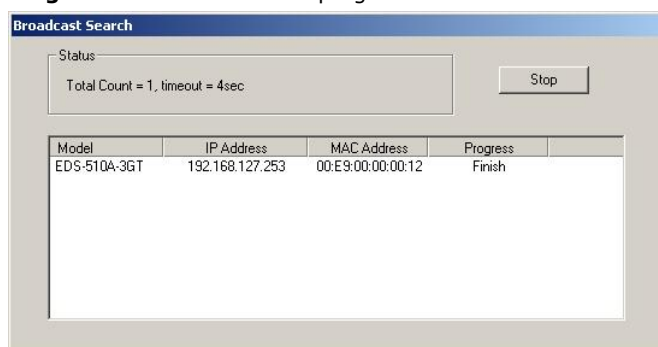 Broadcast Search
Status
Total Count = 1, timeout = 4sec
Stop
Model IP Address MAC Address Progress
EDS-510A-3GT 192.168.127.253 00:E9:00:00:00:12 Finish